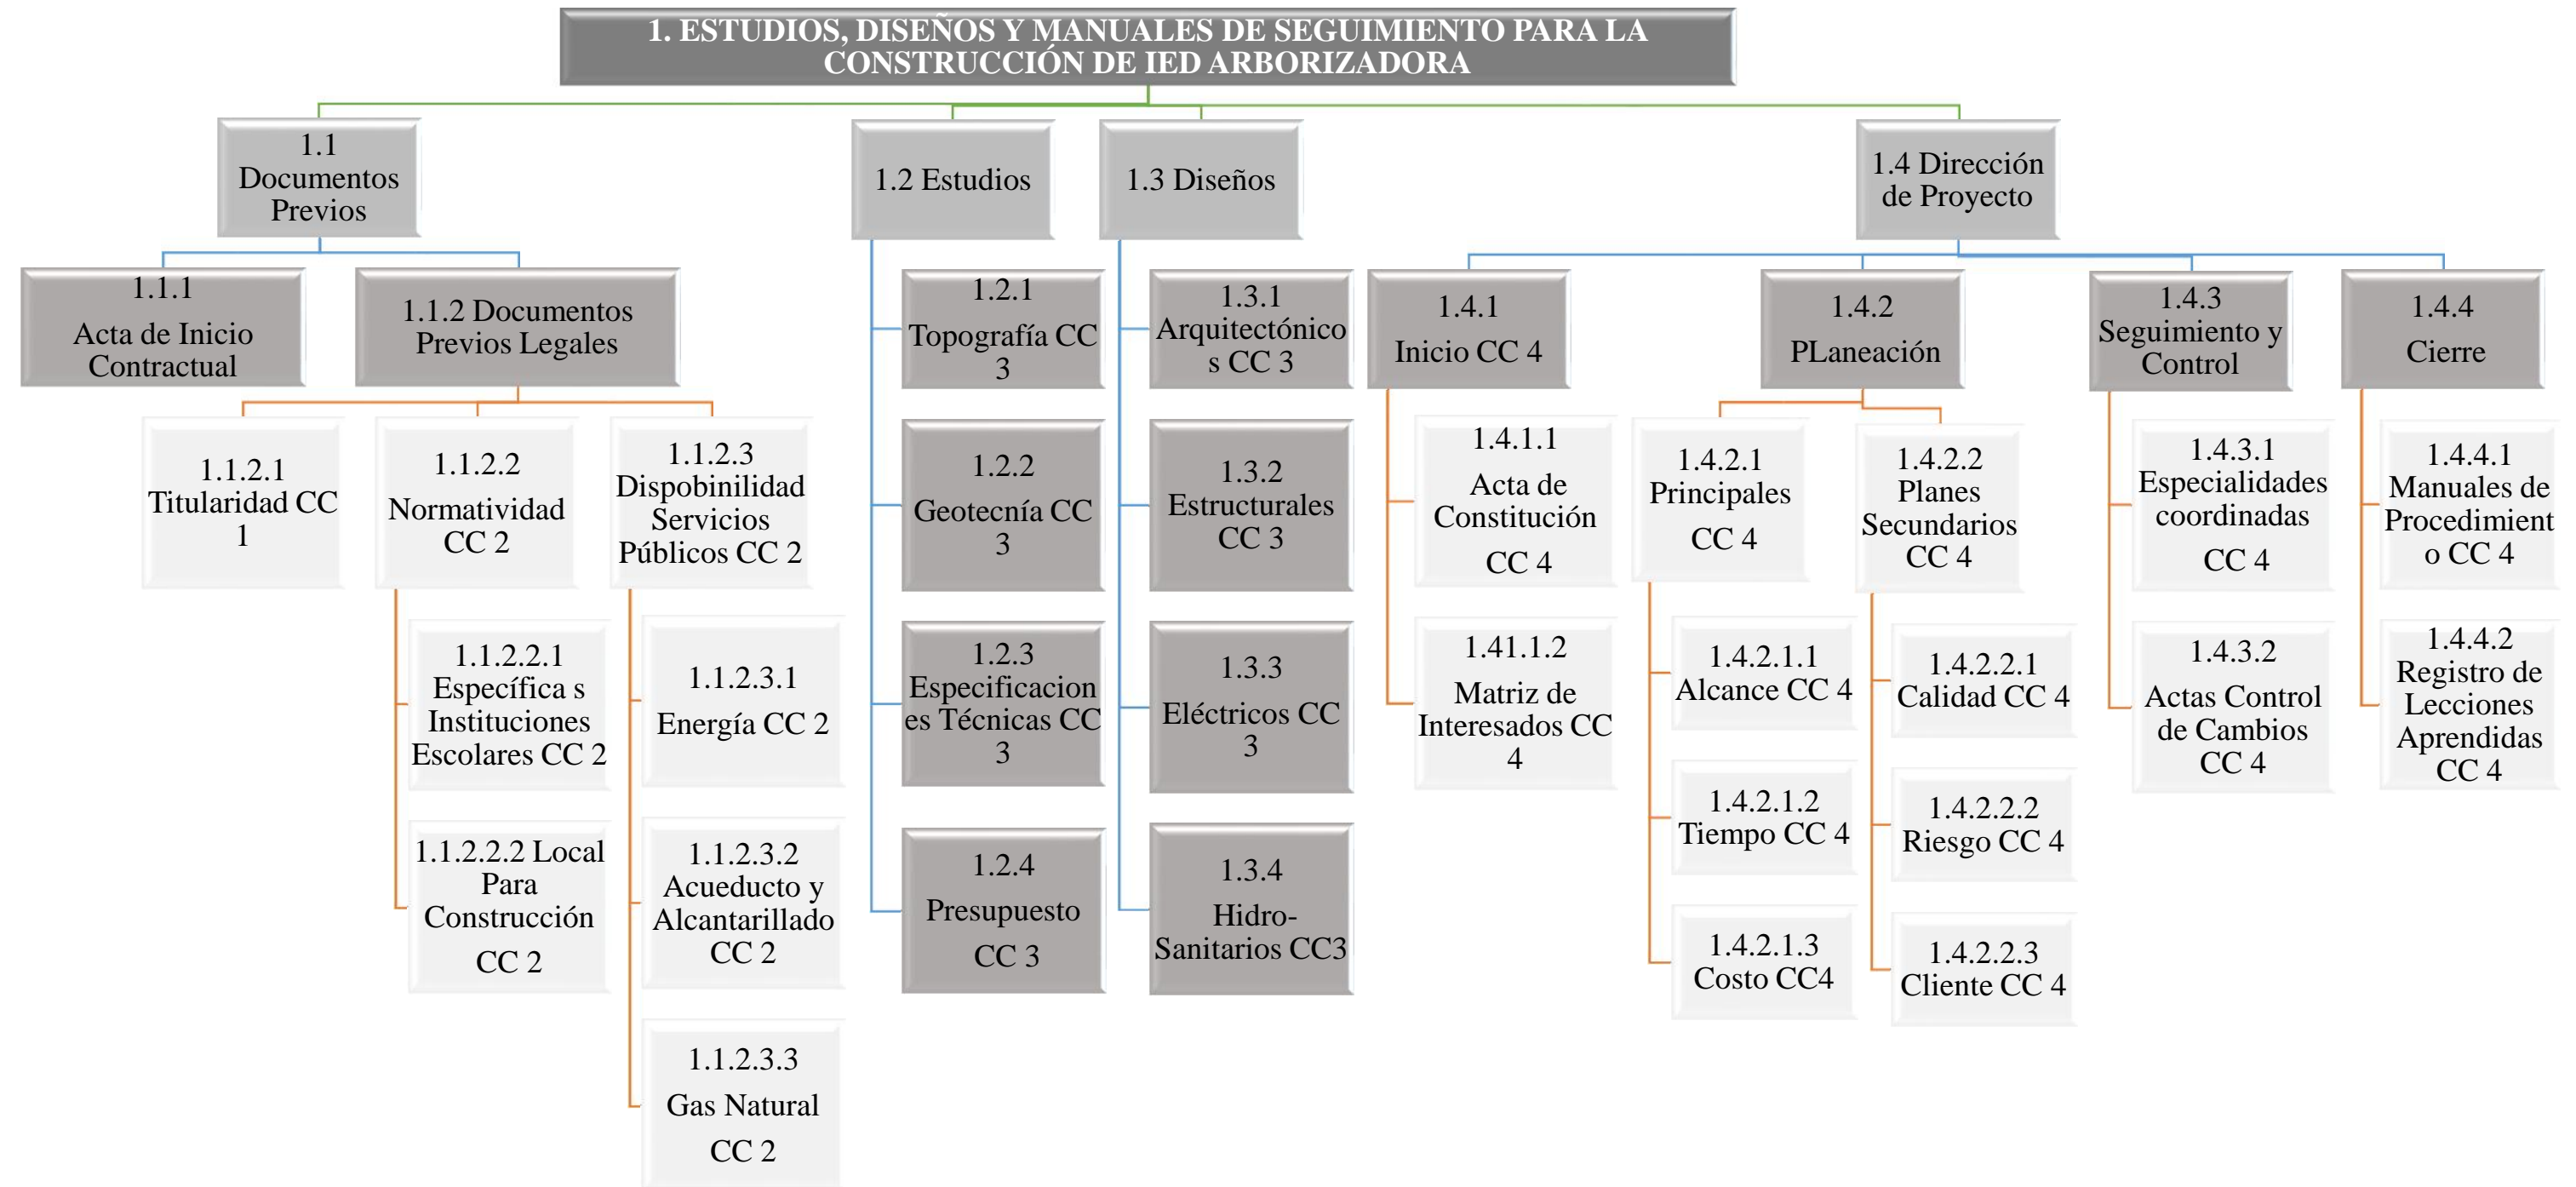 1. ESTUDIOS, DISEÑOS Y MANUALES DE SEGUIMIENTO PARA LA
CONSTRUCCIÓN DE IED ARBORIZADORA
1.1
Documentos
Previos
1.2 Estudios
1.3 Diseños
1.4 Dirección
de Proyecto
1.1.1
Acta de Inicio
Contractual
1.1.2 Documentos
Previos Legales
1.1.2.1
Titularidad CC
1
1.1.2.2
Normatividad
CC 2
1.1.2.3
Dispobinilidad
Servicios
Públicos CC 2
1.1.2.2.1
Específica s
Instituciones
Escolares CC 2
1.1.2.2.2 Local
Para
Construcción
CC 2
1.1.2.3.1
Energía CC 2
1.1.2.3.2
Acueducto y
Alcantarillado
CC 2
1.1.2.3.3
Gas Natural
CC 2
1.2.1
Topografía CC
3
1.2.2
Geotecnía CC
3
1.2.3
Especificacion
es Técnicas CC
3
1.2.4
Presupuesto
CC 3
1.3.1
Arquitectónico
s CC 3
1.3.2
Estructurales
CC 3
1.3.3
Eléctricos CC
3
1.3.4
Hidro-
Sanitarios CC3
1.4.1
Inicio CC 4
1.4.1.1
Acta de
Constitución
CC 4
1.41.1.2
Matriz de
Interesados CC
4
1.4.2
PLaneación
1.4.2.1
Principales
CC 4
1.4.2.1.1
Alcance CC 4
1.4.2.1.2
Tiempo CC 4
1.4.2.1.3
Costo CC4
1.4.2.2
Planes
Secundarios
CC 4
1.4.2.2.1
Calidad CC 4
1.4.2.2.2
Riesgo CC 4
1.4.2.2.3
Cliente CC 4
1.4.3
Seguimiento y
Control
1.4.3.1
Especialidades
coordinadas
CC 4
1.4.3.2
Actas Control
de Cambios
CC 4
1.4.4
Cierre
1.4.4.1
Manuales de
Procedimient
o CC 4
1.4.4.2
Registro de
Lecciones
Aprendidas
CC 4